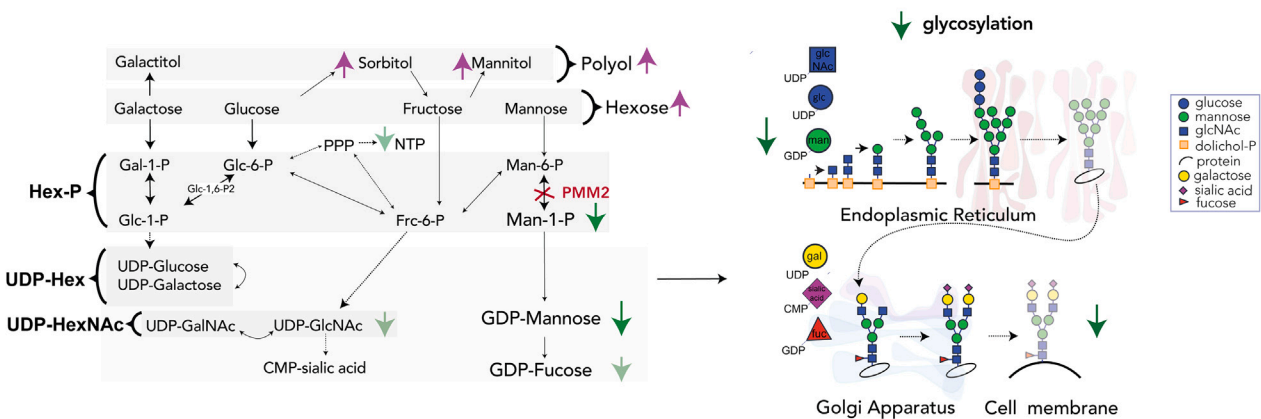 glycosylation
Galactitol
Sorbitol
Mannitol
Polyol
Galactose
Glucose
Fructose
Mannose
Hexose
PPP
NTP
Gal-1-P
Glc-6-P
Man-6-P
Hex-P
Glc-1,6-P2
PMM2
Glc-1-P
Frc-6-P
Man-1-P
UDP-Hex
UDP-Glucose
UDP-Galactose
UDP-HexNAc
UDP-GalNAc
UDP-GlcNAc
GDP-Mannose
CMP-sialic acid
GDP-Fucose
glc
NAc
UDP
glc
UDP
man
GDP
Endoplasmic Reticulum
glucose
mannose
glcNAc
dolichol-P
protein
galactose
sialic acid
fucose
gal
UDP
sialic
acid
CMP
fuc
GDP
Golgi Apparatus
Cell membrane